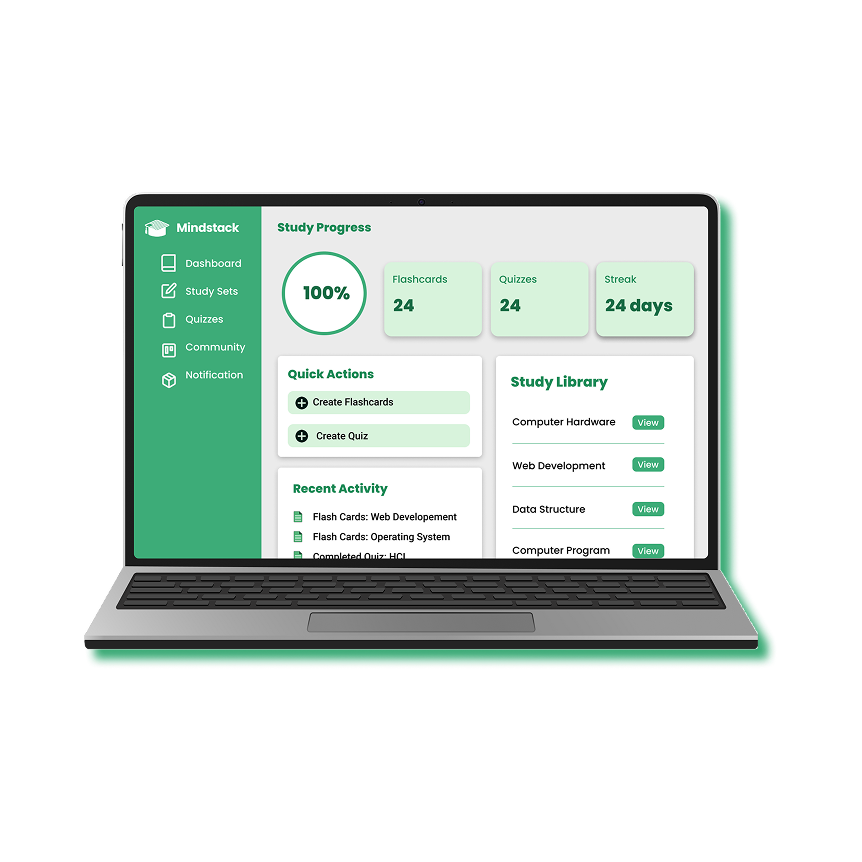 Mindstack
Dashboard
Study Sets
Quizzes
Community
Notification
Study Progress
100%
Flashcards
24
Quizzes
24
Streak
24 days
Quick Actions
Create Flashcards
Create Quiz
Recent Activity
Flash Cards: Web Developement
Flash Cards: Operating System
Completed Quiz: HCI
Study Library
Computer Hardware View
Web Development View
Data Structure View
Computer Program View